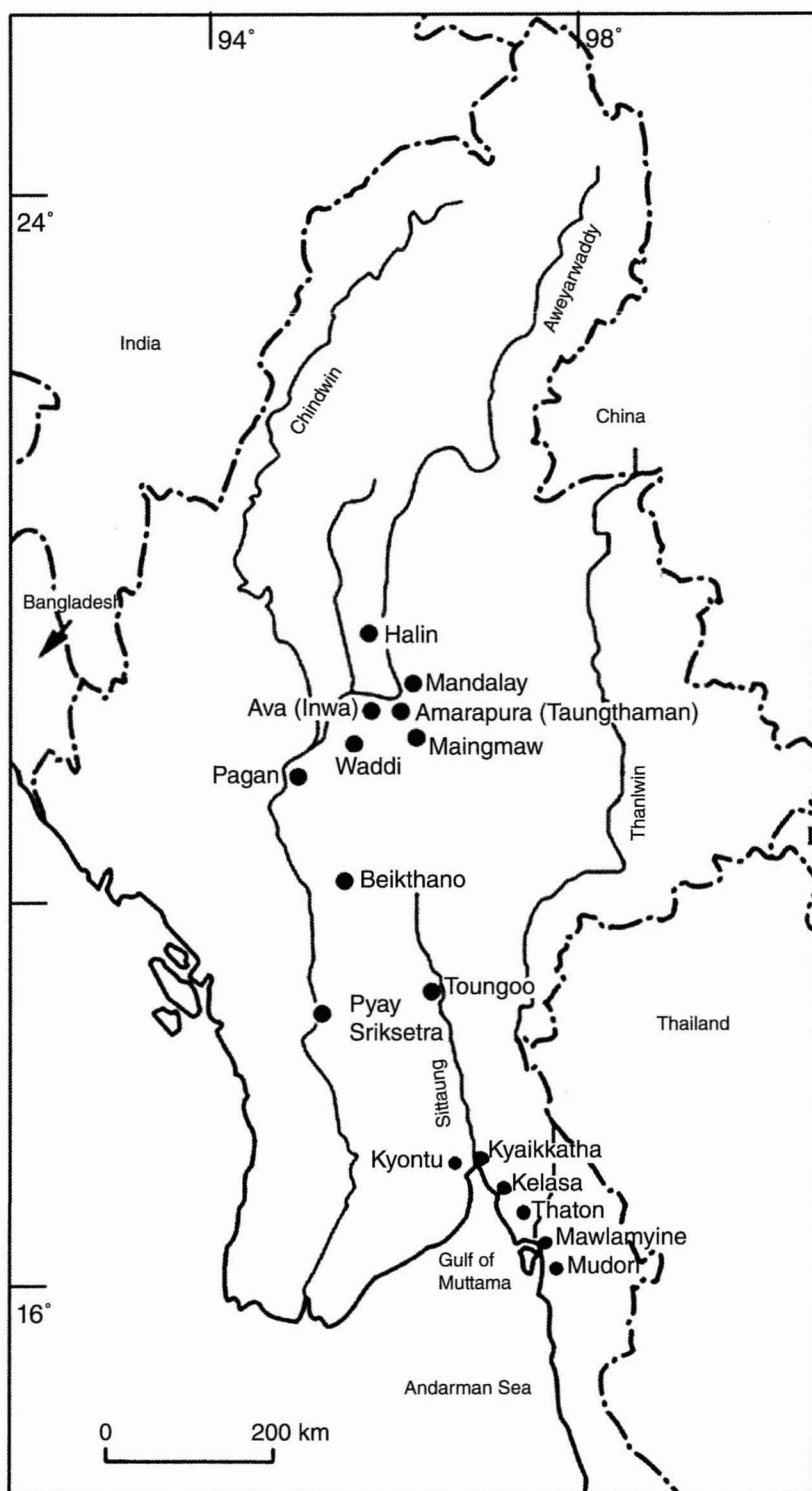 94°
98°
24°
Aweyarwaddy
India
Chindwin
China
Bangladesh
Halin
Mandalay
Ava (Inwa)
Amarapura (Taungthaman)
Waddi
Maingmaw
Pagan
Thanlwin
Beikthano
Toungoo
Pyay
Sriksetra
Thailand
Sittaung
Kyontu
Kyaikkatha
Kelasa
Thaton
Mawlamyine
Gulf of
Muttama
Mudon
16°
Andarman Sea
0
200 km